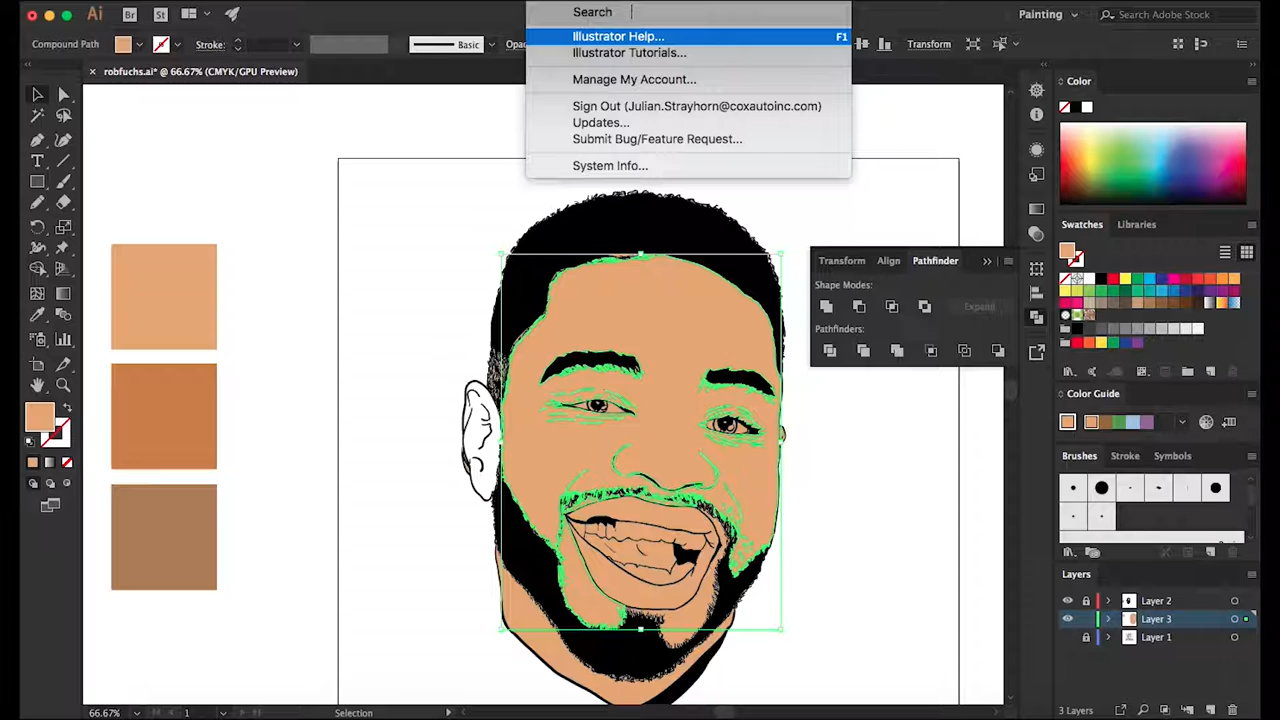 Ai
Br
St
Search
Painting
Search Adobe Stock
Illustrator Help...
F1
Compound Path
Stroke:
Basic
Opac
Transform
Illustrator Tutorials...
robfuchs.ai* @ 66.67% (CMYK/GPU Preview)
Manage My Account...
Color
Sign Out (Julian.Strayhorn@coxautoinc.com)
Updates...
Submit Bug/Feature Request...
System Info...
Swatches
Libraries
Transform
Align
Pathfinder
Shape Modes:
Expand
Pathfinders:
Color Guide
Brushes
Stroke
Symbols
Layers
Layer 2
Layer 3
Layer 1
66.67%
1
Selection
3 Layers